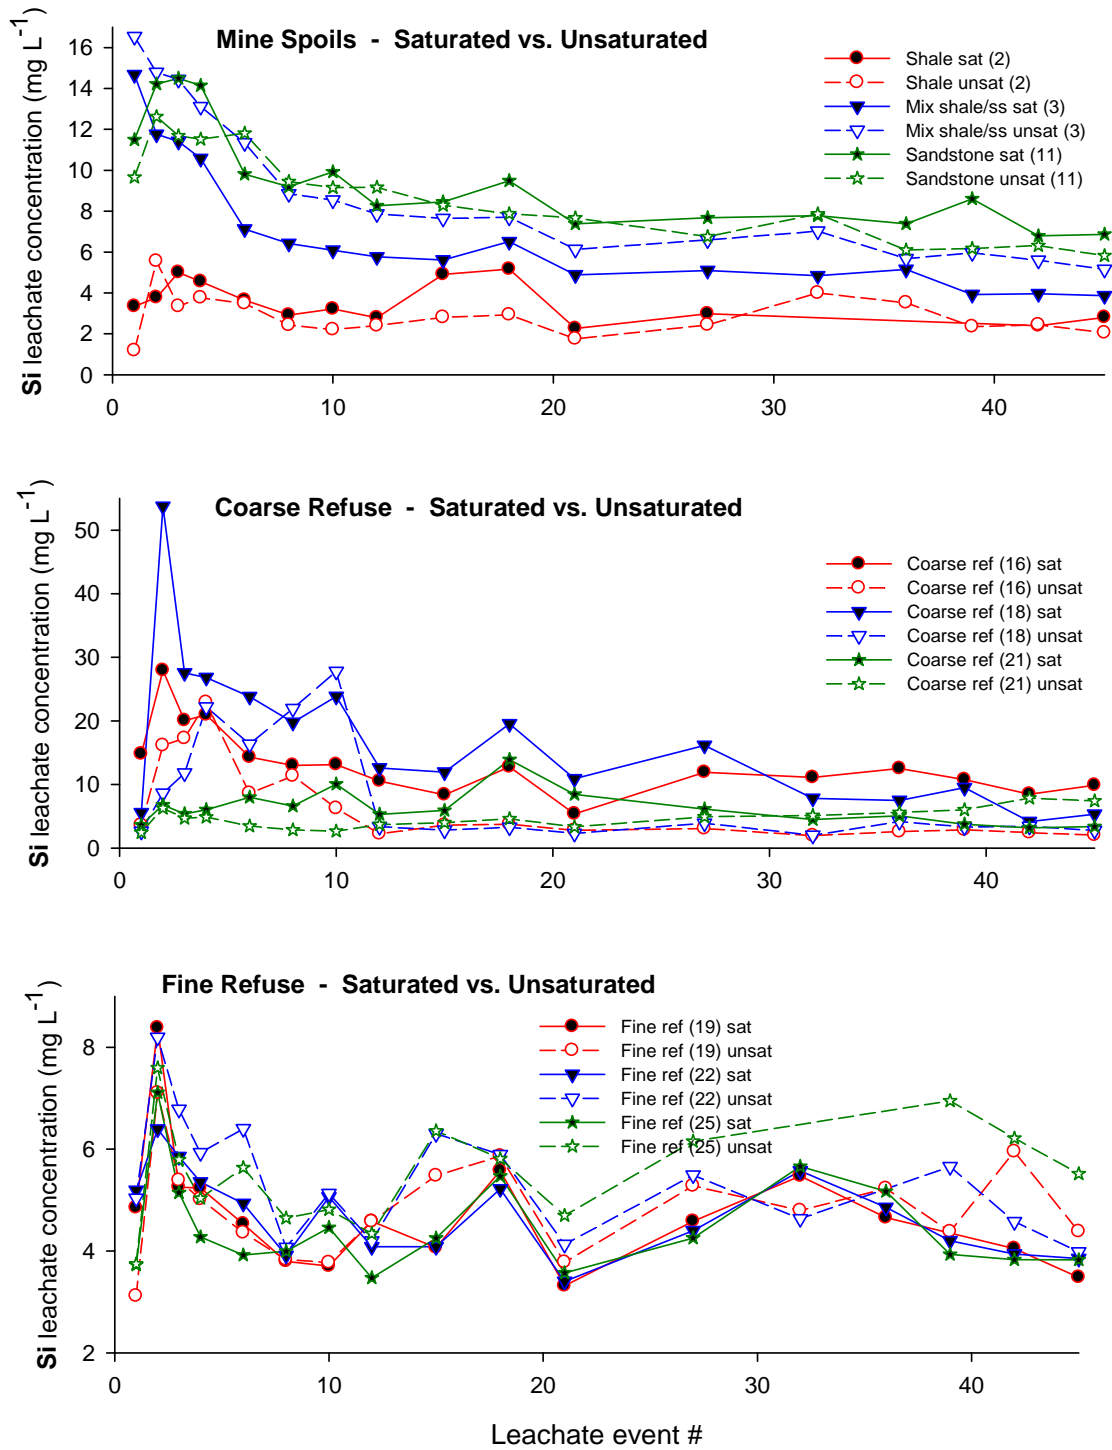 Mine Spoils - Saturated vs. Unsaturated
Si leachate concentration (mg L-1)
16
14
12
10
8
6
4
2
0
0 10 20 30 40
Shale sat (2)
Shale unsat (2)
Mix shale/ss sat (3)
Mix shale/ss unsat (3)
Sandstone sat (11)
Sandstone unsat (11)
Coarse Refuse - Saturated vs. Unsaturated
Si leachate concentration (mg L-1)
50
40
30
20
10
0
0 10 20 30 40
Coarse ref (16) sat
Coarse ref (16) unsat
Coarse ref (18) sat
Coarse ref (18) unsat
Coarse ref (21) sat
Coarse ref (21) unsat
Fine Refuse - Saturated vs. Unsaturated
Si leachate concentration (mg L-1)
8
6
4
2
0 10 20 30 40
Fine ref (19) sat
Fine ref (19) unsat
Fine ref (22) sat
Fine ref (22) unsat
Fine ref (25) sat
Fine ref (25) unsat
Leachate event #